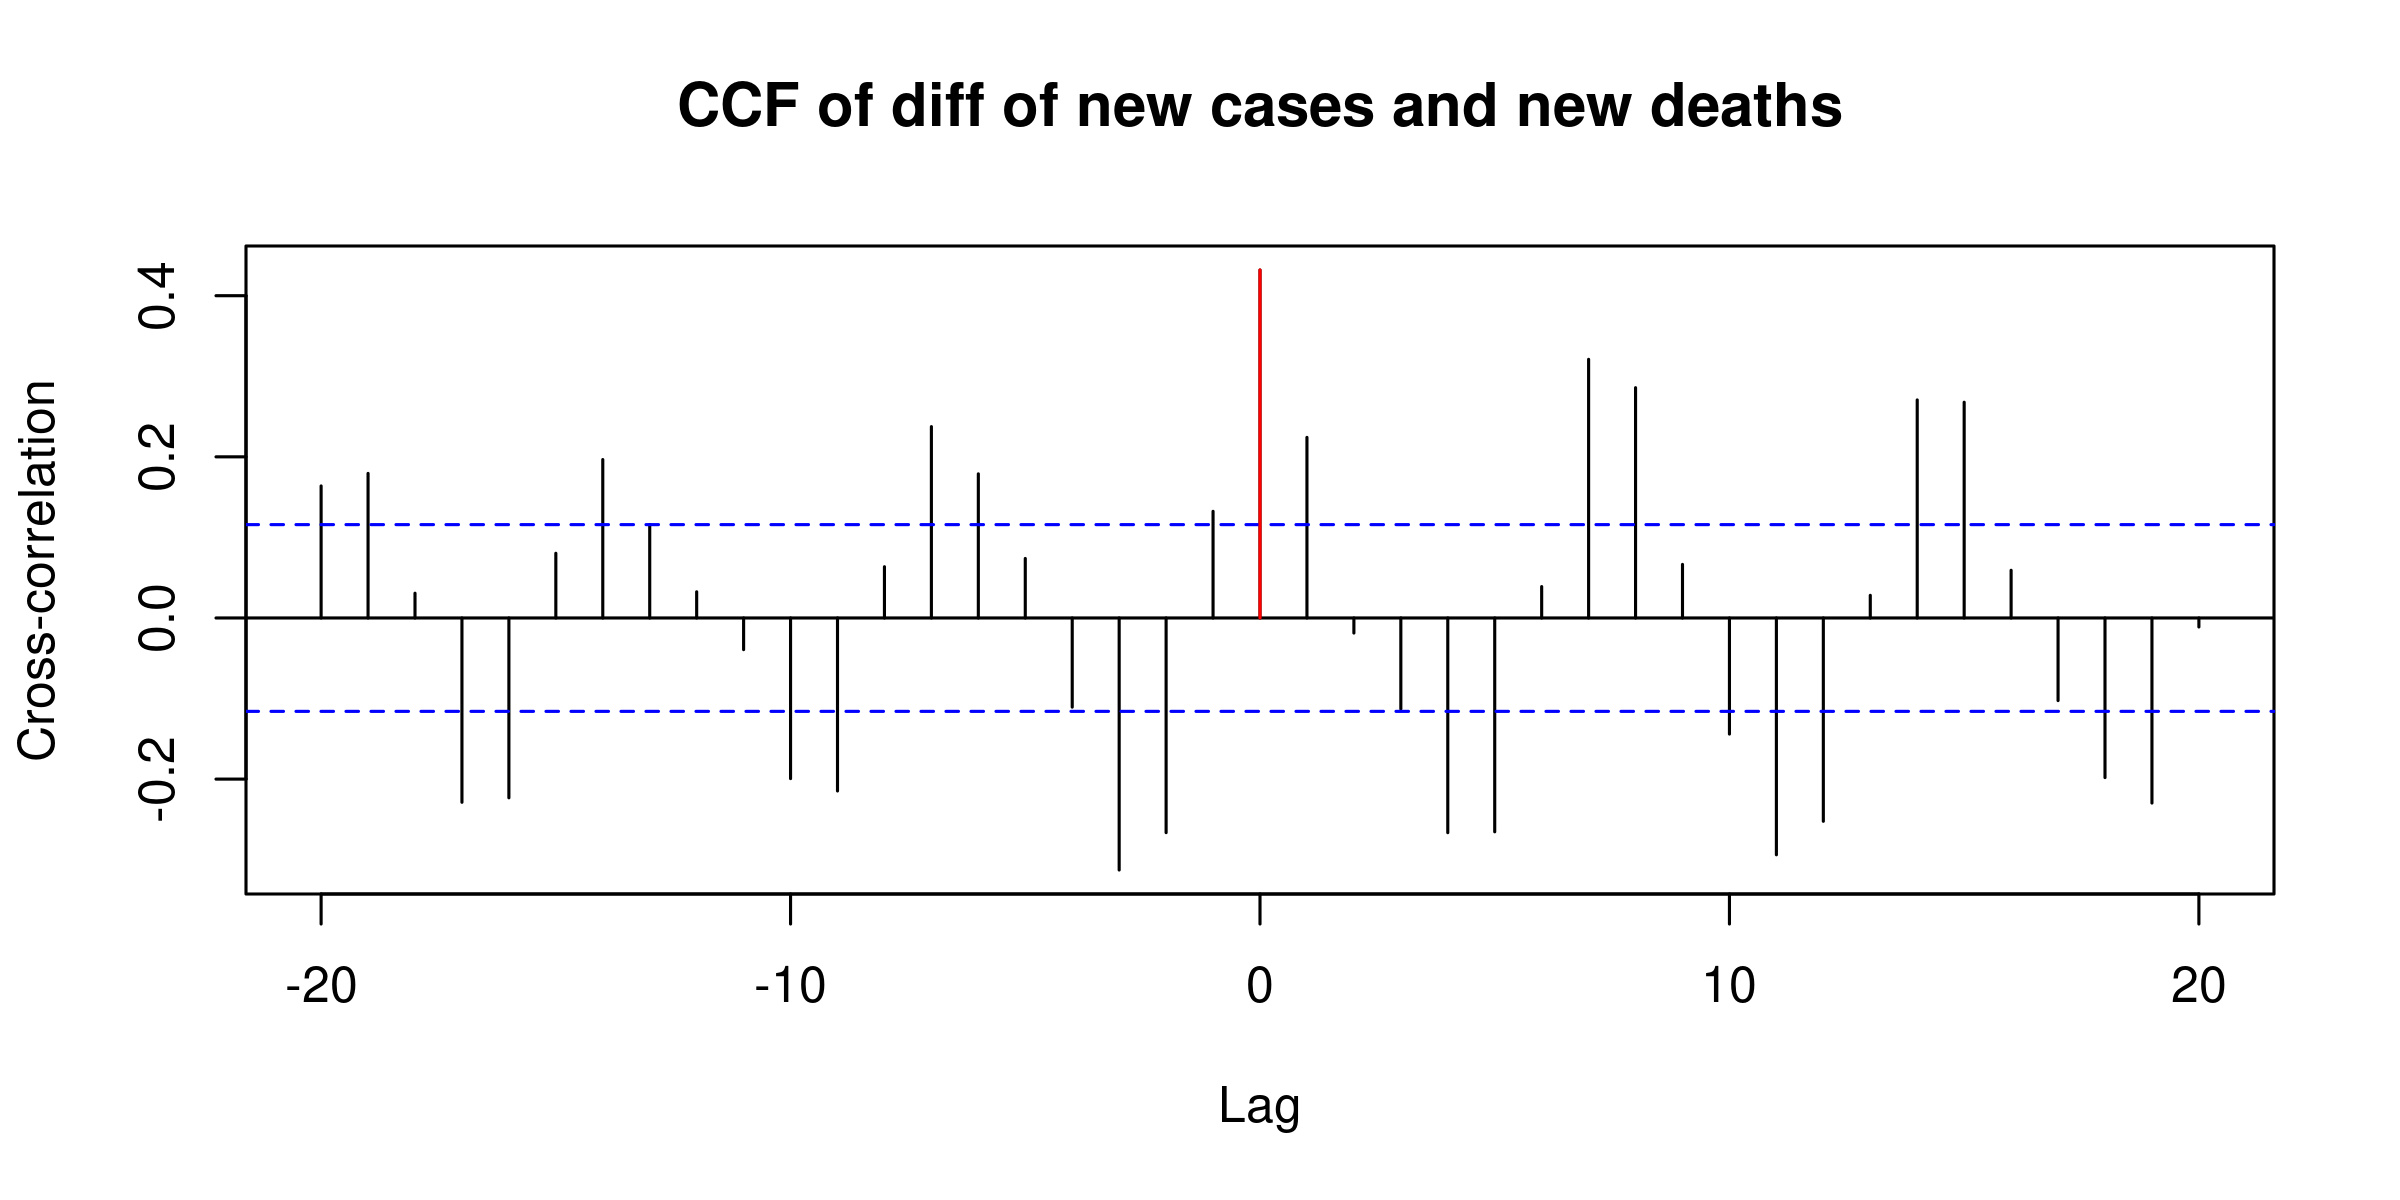 CCF of diff of new cases and new deaths
Cross-correlation
0.4
0.2
0.0
-0.2
-20 -10 0 10 20
Lag